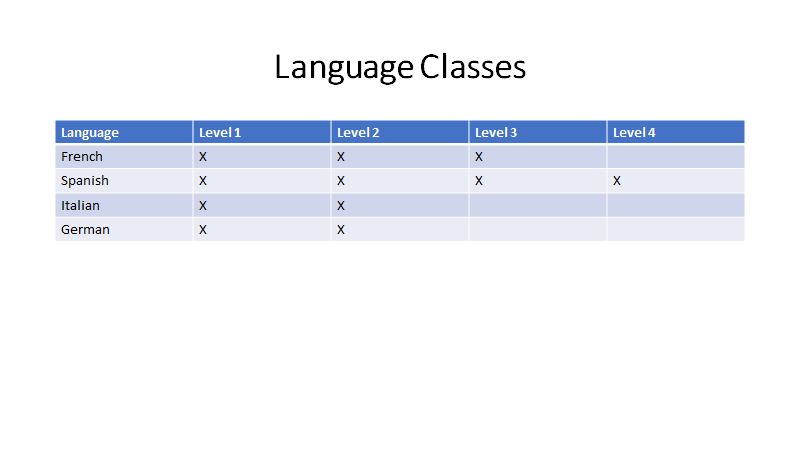 Language Classes
Language Level 1 Level 2 Level 3 Level 4
French X X X
Spanish X X X X
Italian X X
German X X